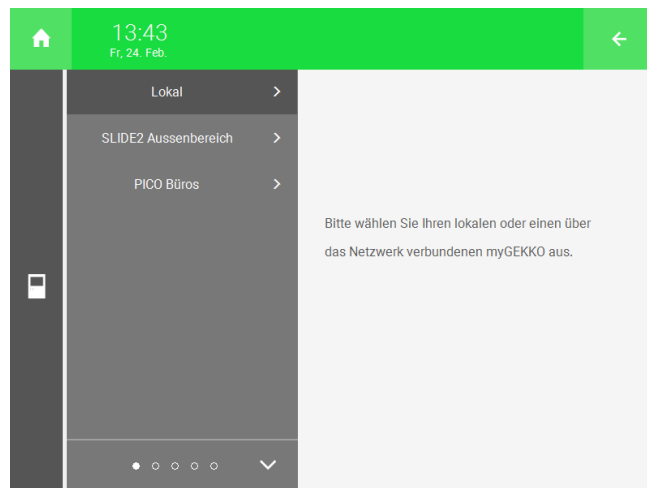 13:43
Fr, 24. Feb.
Lokal
SLIDE2 Aussenbereich
PICO Büros
Bitte wählen Sie Ihren lokalen oder einen über
das Netzwerk verbundenen myGEKKO aus.